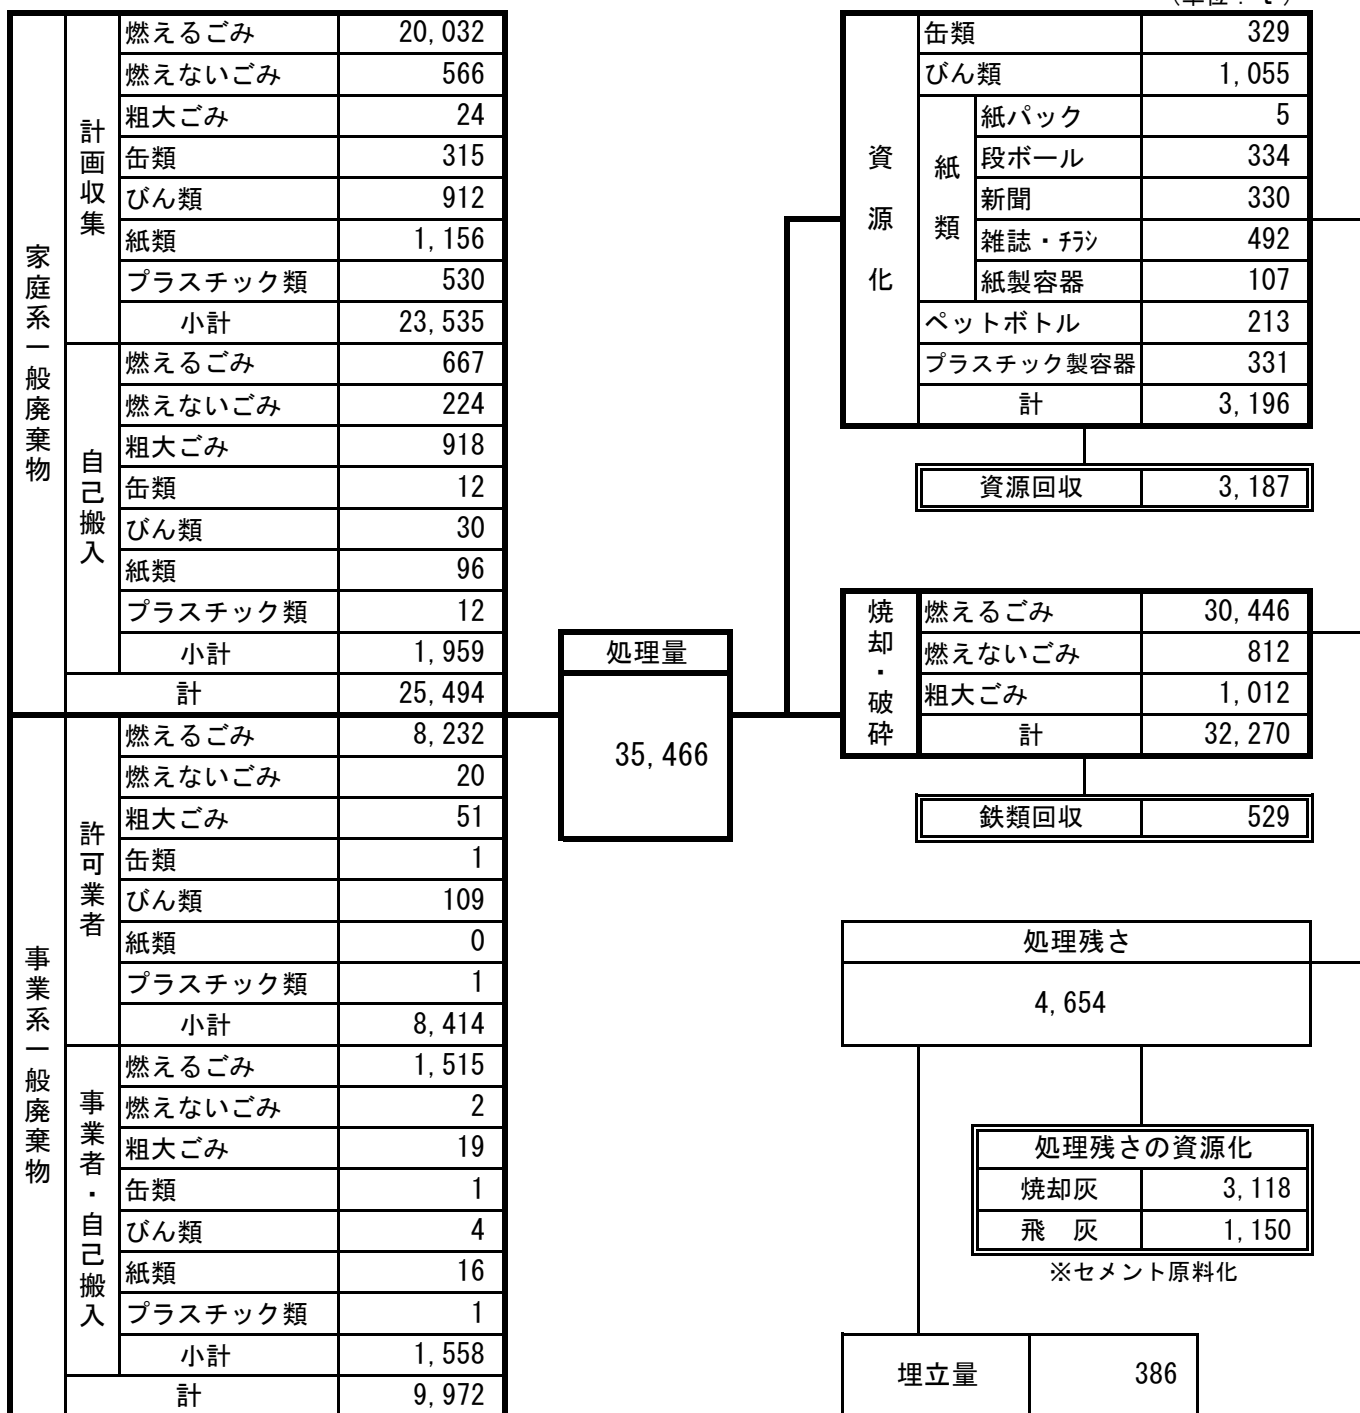 家庭系一般廃棄物
計画収集
燃えるごみ 20,032
燃えないごみ 566
粗大ごみ 24
缶類 315
びん類 912
紙類 1,156
プラスチック類 530
小計 23,535
自己搬入
燃えるごみ 667
燃えないごみ 224
粗大ごみ 918
缶類 12
びん類 30
紙類 96
プラスチック類 12
小計 1,959
計 25,494
事業系一般廃棄物
許可業者
燃えるごみ 8,232
燃えないごみ 20
粗大ごみ 51
缶類 1
びん類 109
紙類 0
プラスチック類 1
小計 8,414
事業者・自己搬入
燃えるごみ 1,515
燃えないごみ 2
粗大ごみ 19
缶類 1
びん類 4
紙類 16
プラスチック類 1
小計 1,558
計 9,972
処理量
35,466
(単位:t)
資源化
缶類 329
びん類 1,055
紙類
紙パック 5
段ボール 334
新聞 330
雑誌・ﾁﾗｼ 492
紙製容器 107
ペットボトル 213
プラスチック製容器 331
計 3,196
資源回収 3,187
焼却・破砕
燃えるごみ 30,446
燃えないごみ 812
粗大ごみ 1,012
計 32,270
鉄類回収 529
処理残さ
4,654
処理残さの資源化
焼却灰 3,118
飛 灰 1,150
※セメント原料化
埋立量 386